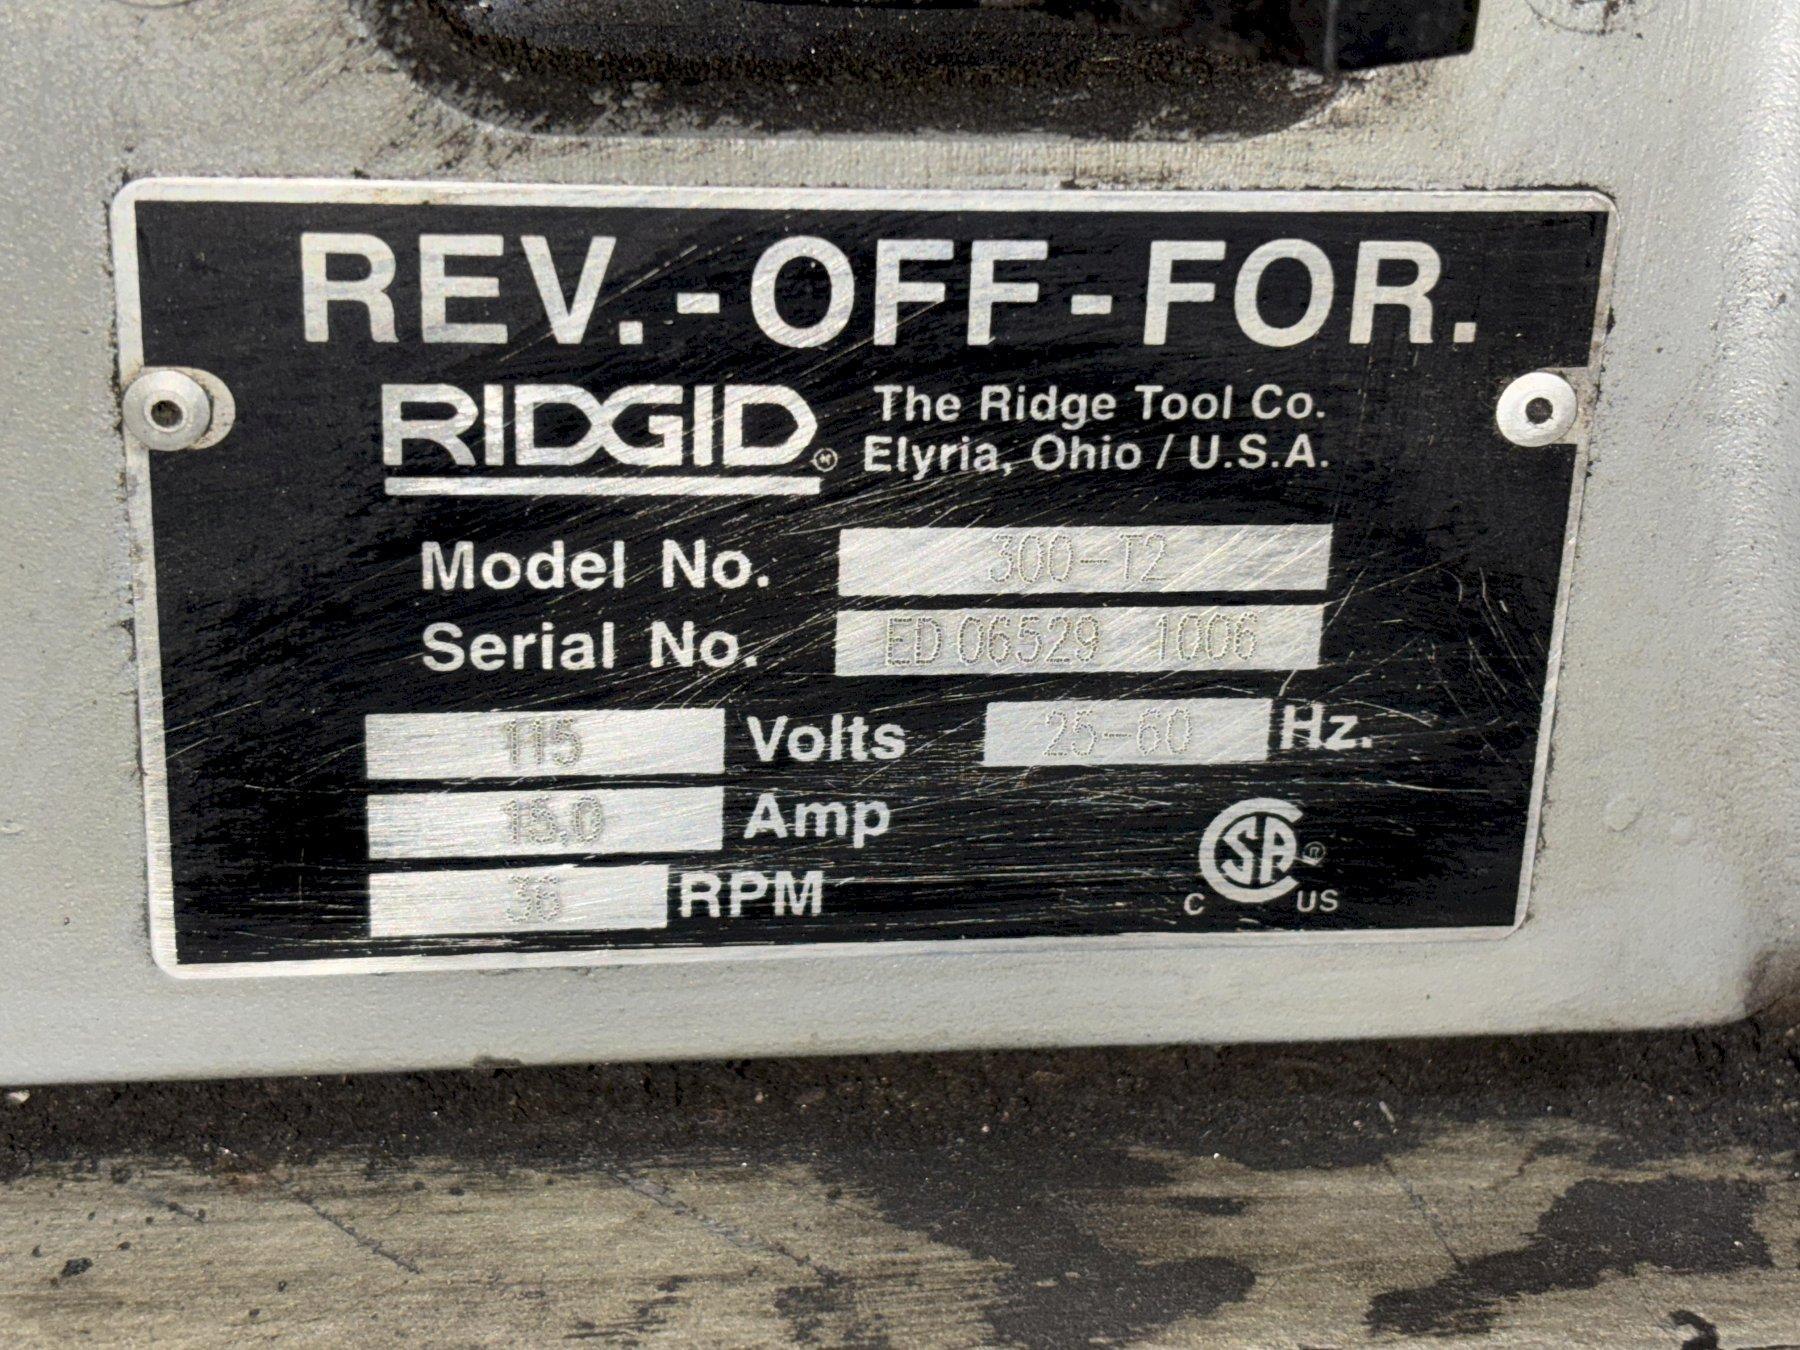 REV.-OFF-FOR.
RIDGID® The Ridge Tool Co.
Elyria, Ohio / U.S.A.
Model No. 300-T2
Serial No. ED 06529 1006
115 Volts 25-60 Hz.
15.0 Amp
36 RPM
CSA®
C US